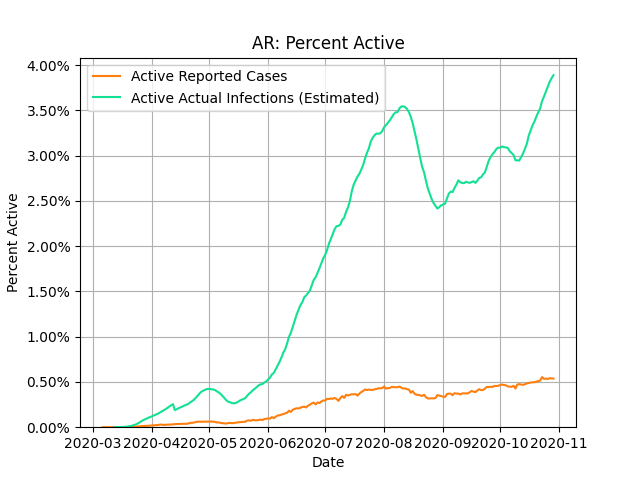 AR: Percent Active
Active Reported Cases
Active Actual Infections (Estimated)
4.00%
3.50%
3.00%
2.50%
2.00%
1.50%
1.00%
0.50%
0.00%
Percent Active
2020-03 2020-04 2020-05 2020-06 2020-07 2020-08 2020-09 2020-10 2020-11
Date